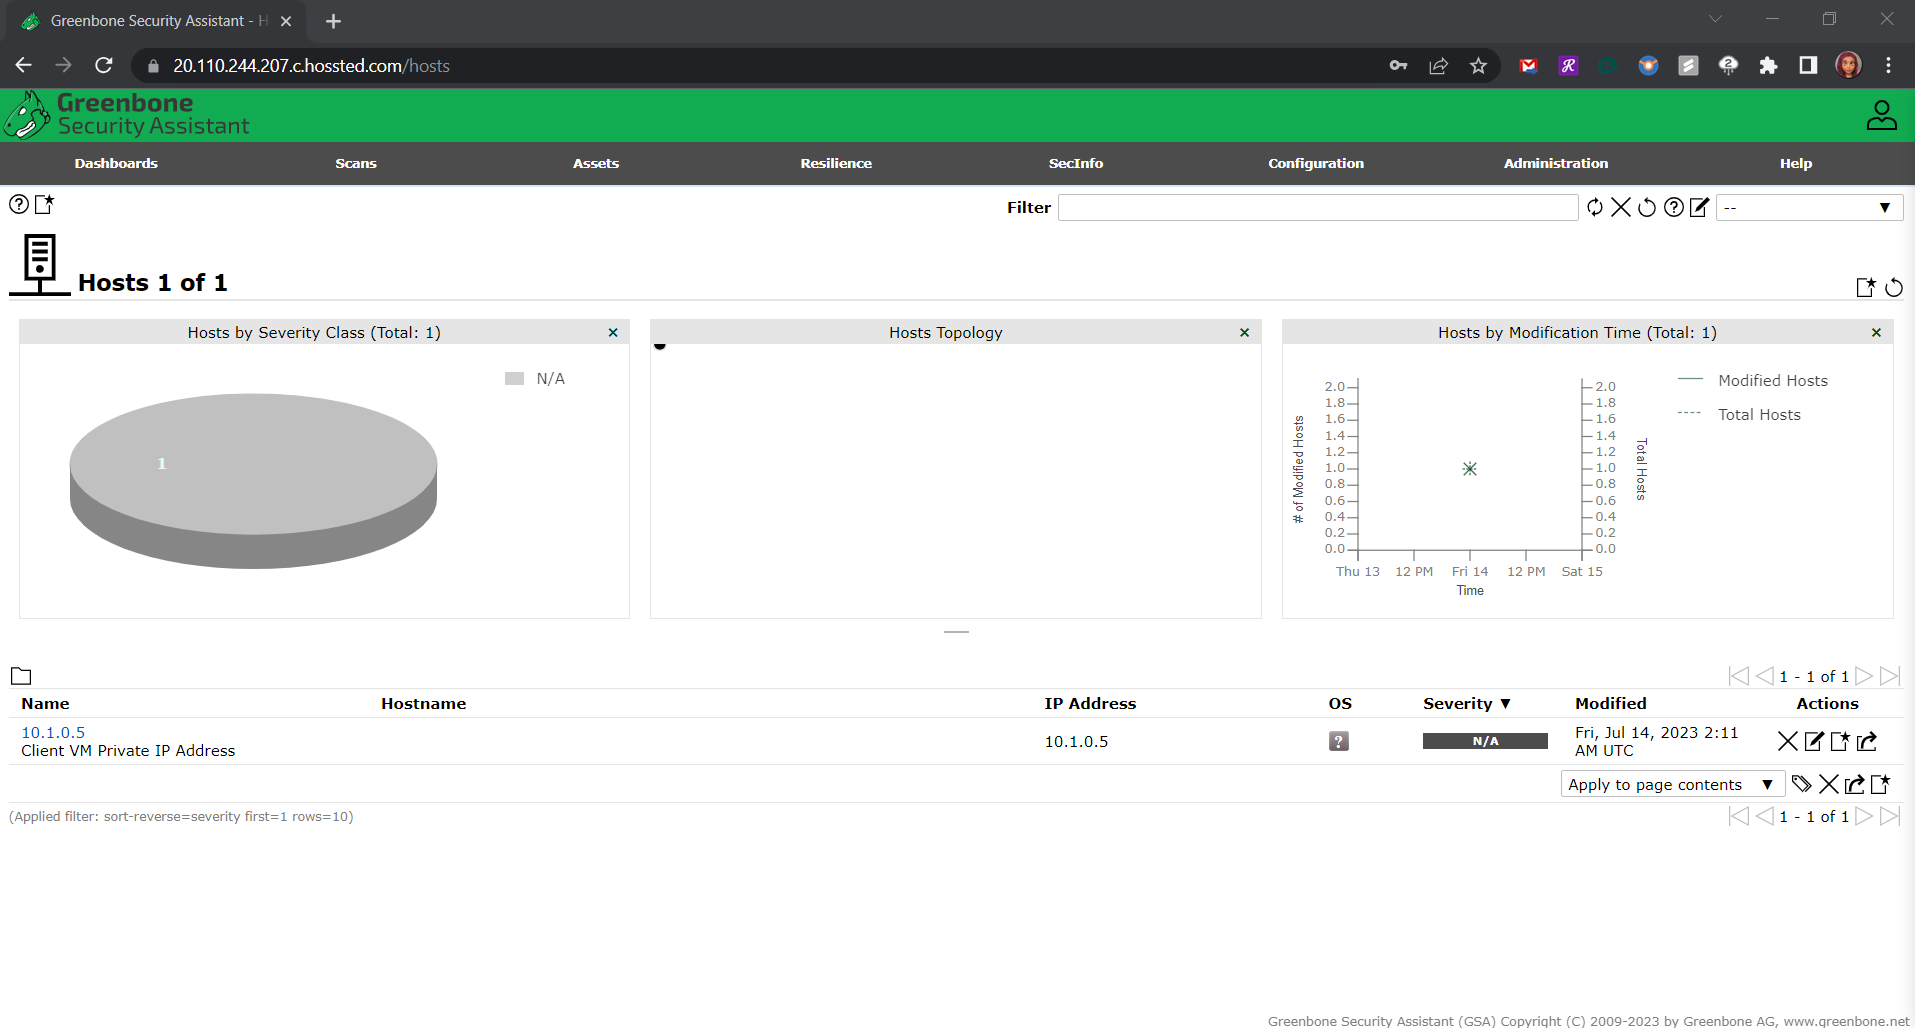 Greenbone Security Assistant - H
20.110.244.207.c.hossted.com/hosts
2
Greenbone
Security Assistant
Dashboards Scans Assets Resilience SecInfo Configuration Administration Help
Filter --
Hosts 1 of 1
Hosts by Severity Class (Total: 1)
N/A
1
Hosts Topology
Hosts by Modification Time (Total: 1)
Modified Hosts
Total Hosts
# of Modified Hosts
2.0
1.8
1.6
1.4
1.2
1.0
0.8
0.6
0.4
0.2
0.0
2.0
1.8
1.6
1.4
1.2
1.0
0.8
0.6
0.4
0.2
0.0
Total Hosts
Thu 13 12 PM Fri 14 12 PM Sat 15
Time
1 - 1 of 1
Name Hostname IP Address OS Severity ▼ Modified Actions
10.1.0.5
Client VM Private IP Address
10.1.0.5 ? N/A
Fri, Jul 14, 2023 2:11
AM UTC
Apply to page contents ▼
(Applied filter: sort-reverse=severity first=1 rows=10)
1 - 1 of 1
Greenbone Security Assistant (GSA) Copyright (C) 2009-2023 by Greenbone AG, www.greenbone.net